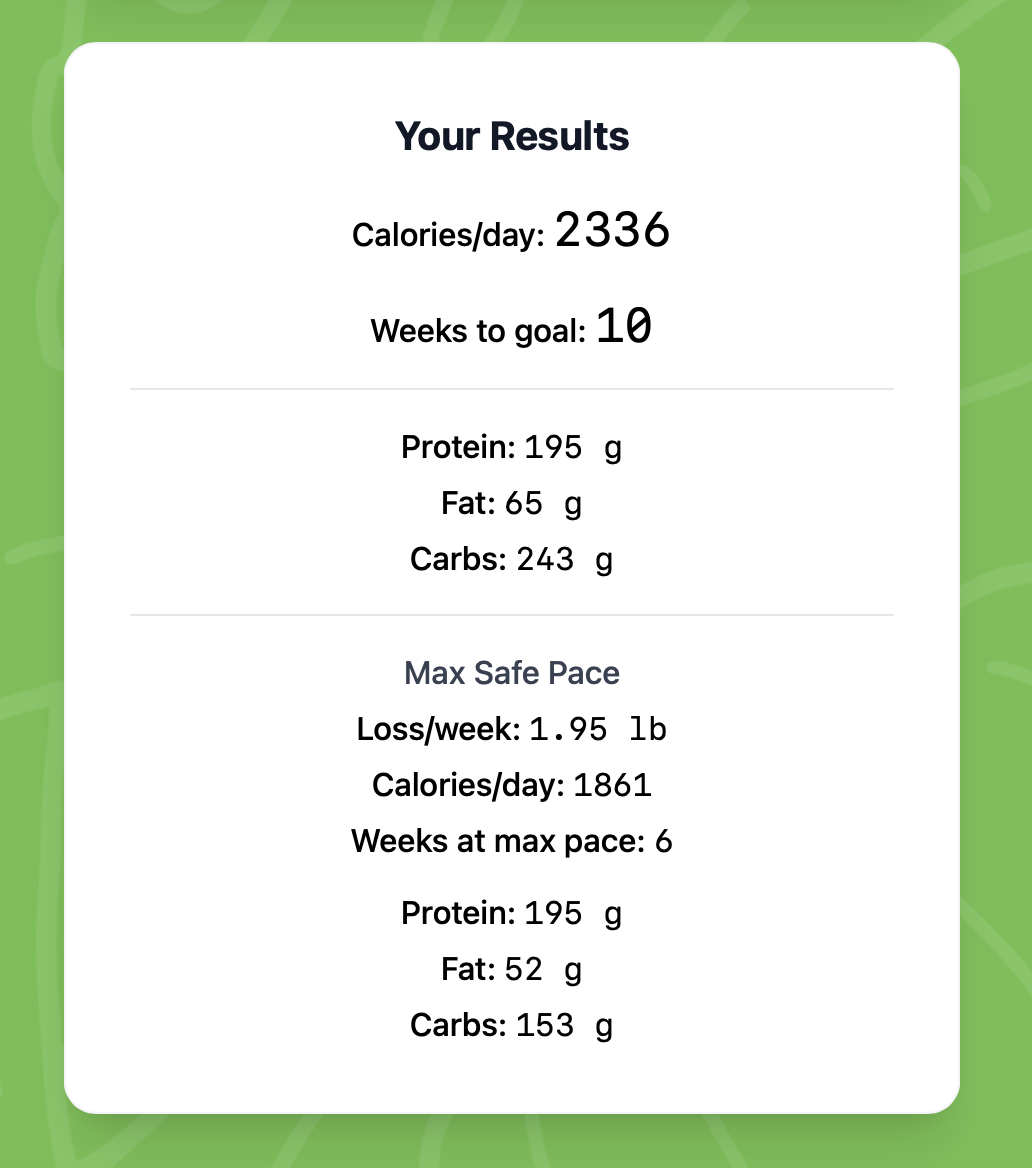 Your Results
Calories/day: 2336
Weeks to goal: 10
Protein: 195 g
Fat: 65 g
Carbs: 243 g
Max Safe Pace
Loss/week: 1.95 lb
Calories/day: 1861
Weeks at max pace: 6
Protein: 195 g
Fat: 52 g
Carbs: 153 g